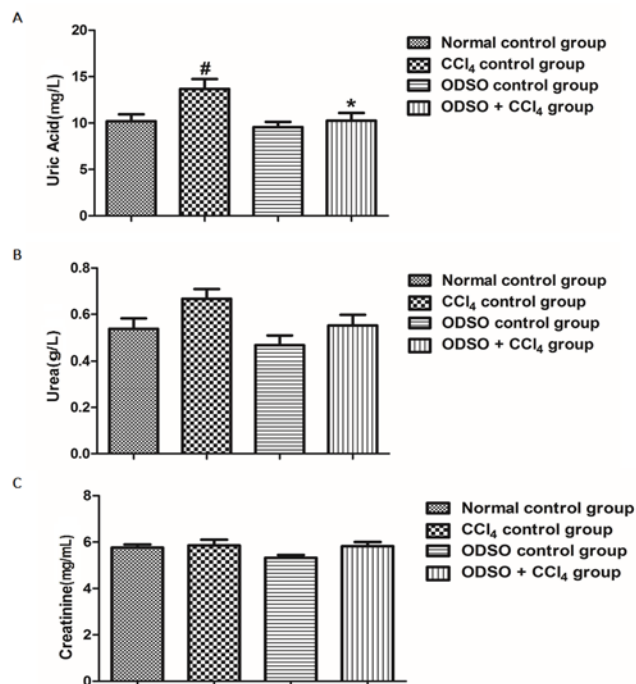 A
Uric Acid(mg/L)
20
15
10
5
0
#
*
Normal control group
CCl₄ control group
ODSO control group
ODSO + CCl₄ group
B
Urea(g/L)
0.8
0.6
0.4
0.2
0.0
Normal control group
CCl₄ control group
ODSO control group
ODSO + CCl₄ group
C
Creatinine(mg/mL)
8
6
4
2
0
Normal control group
CCl₄ control group
ODSO control group
ODSO + CCl₄ group